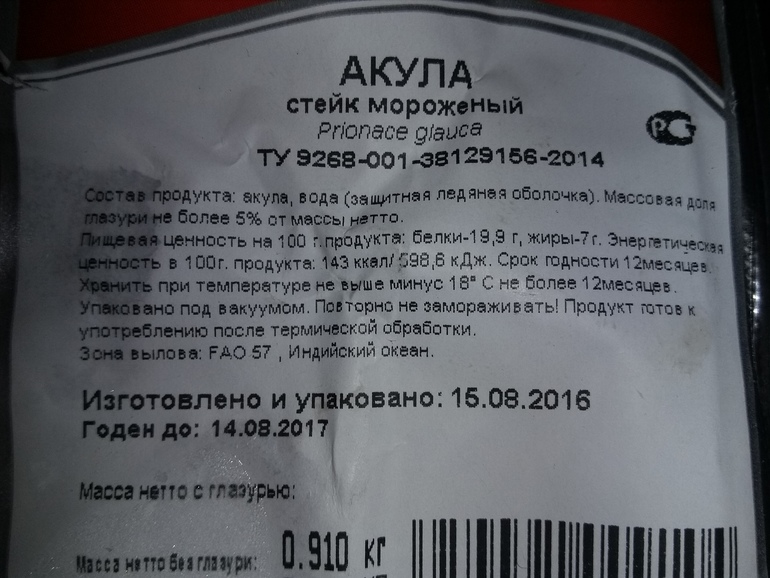 АКУЛА
стейк мороженый
Prionace glauca
РСТ
ТУ 9268-001-38129156-2014
Состав продукта: акула, вода (защитная ледяная оболочка). Массовая доля
глазури не более 5% от массы нетто.
Пищевая ценность на 100 г.продукта: белки-19,9 г, жиры-7г. Энергетическая
ценность в 100г. продукта: 143 ккал/ 598,6 кДж. Срок годности 12месяцев.
Хранить при температуре не выше минус 18° С не более 12месяцев.
Упаковано под вакуумом. Повторно не замораживать! Продукт готов к
употреблению после термической обработки.
Зона вылова: FAO 57 , Индийский океан.
Изготовлено и упаковано: 15.08.2016
Годен до: 14.08.2017
Масса нетто с глазурью:
0.910 кг
Масса нетто без глазури: